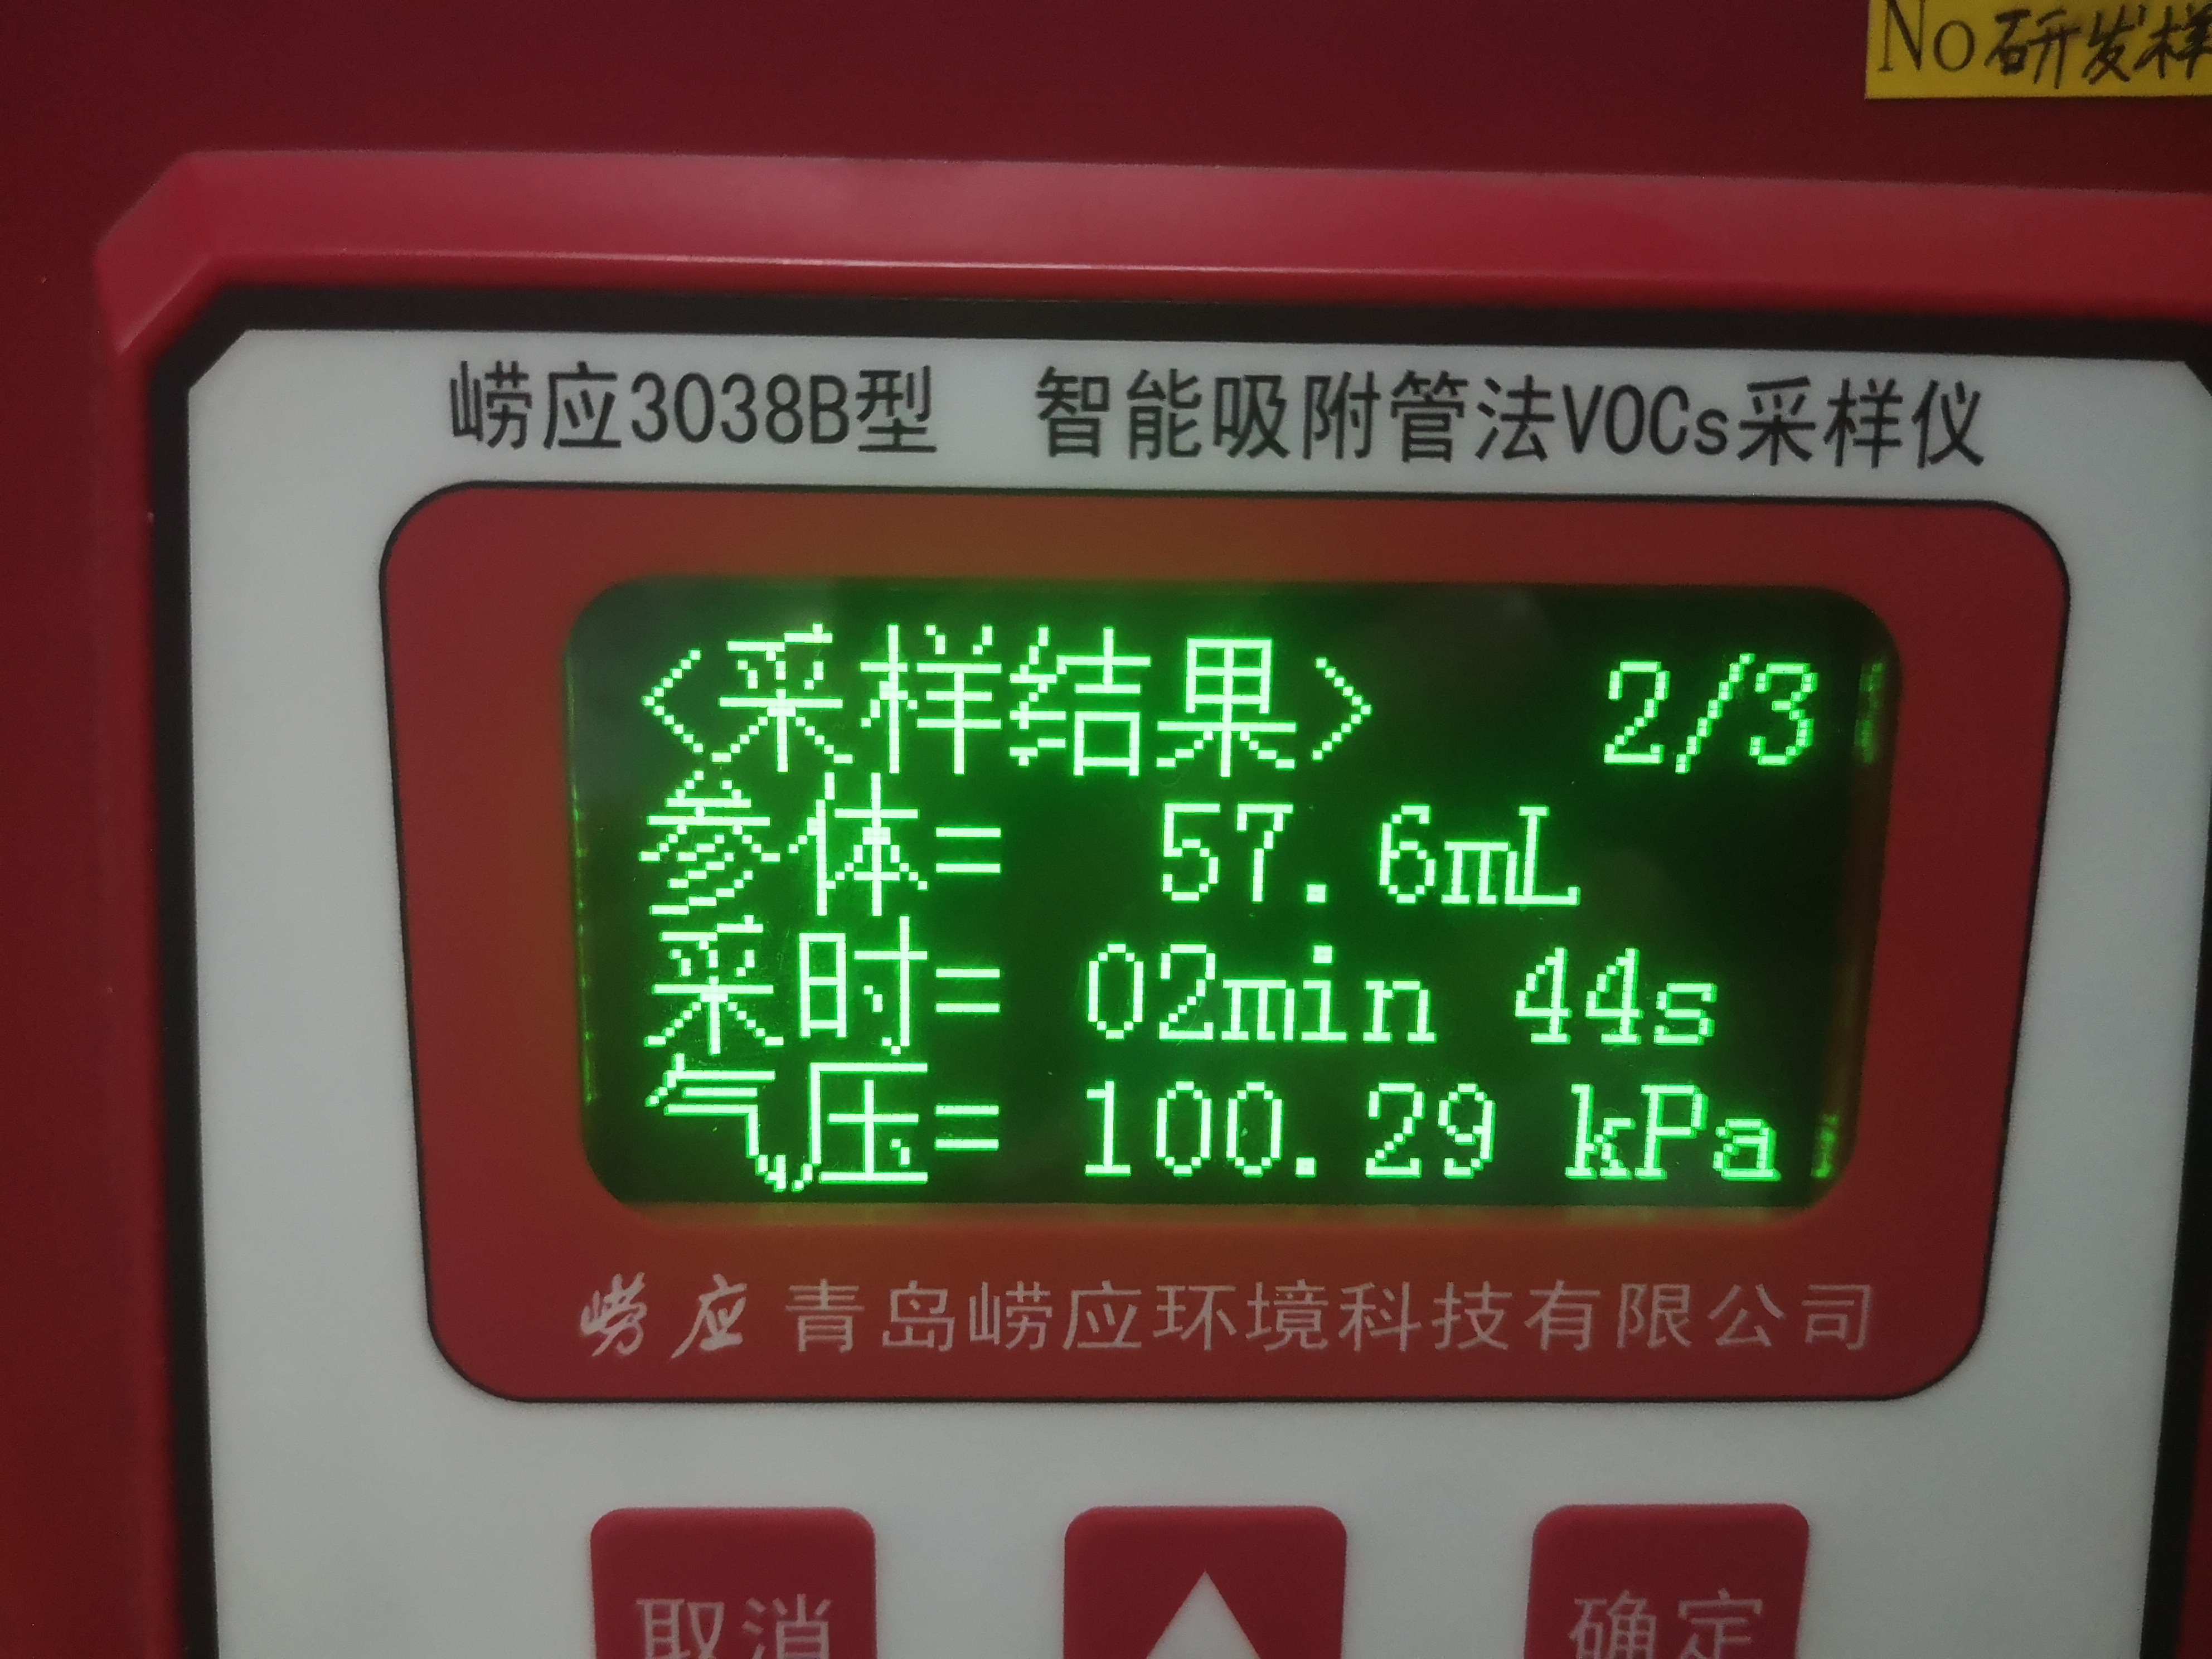 No研发样
崂应3038B型 智能吸附管法VOCs采样仪
<采样结果> 2/3
参体= 57.6mL
采时= 02min 44s
气压= 100.29 kPa
崂应 青岛崂应环境科技有限公司
取消 确定